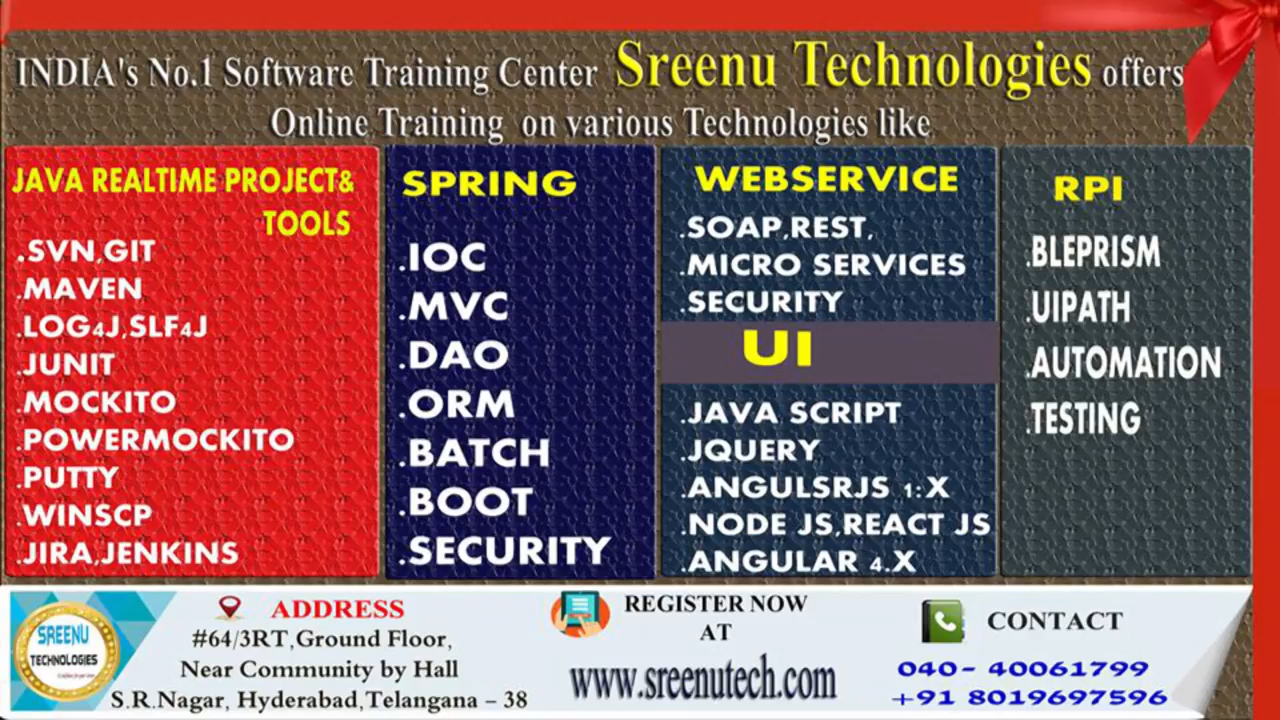 INDIA's No.1 Software Training Center Sreenu Technologies offers
Online Training on various Technologies like
JAVA REALTIME PROJECT&
TOOLS
.SVN,GIT
.MAVEN
.LOG4J,SLF4J
.JUNIT
.MOCKITO
.POWERMOCKITO
.PUTTY
.WINSCP
.JIRA,JENKINS
SPRING
.IOC
.MVC
.DAO
.ORM
.BATCH
.BOOT
.SECURITY
WEBSERVICE
.SOAP,REST,
.MICRO SERVICES
.SECURITY
UI
.JAVA SCRIPT
.JQUERY
.ANGULSRJS 1:X
.NODE JS,REACT JS
.ANGULAR 4.X
RPI
.BLEPRISM
.UIPATH
.AUTOMATION
.TESTING
SREENU
TECHNOLOGIES
ADDRESS
#64/3RT,Ground Floor,
Near Community by Hall
S.R.Nagar, Hyderabad,Telangana – 38
REGISTER NOW
AT
www.sreenutech.com
CONTACT
040- 40061799
+91 8019697596